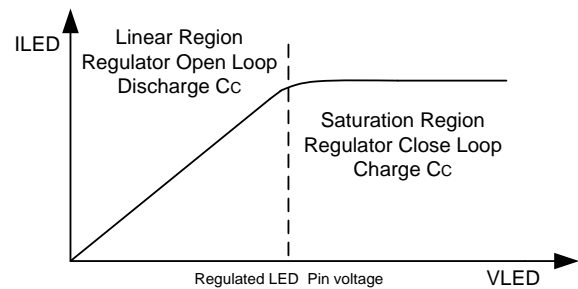 ILED
Linear Region
Regulator Open Loop
Discharge Cc
Saturation Region
Regulator Close Loop
Charge Cc
Regulated LED Pin voltage
VLED